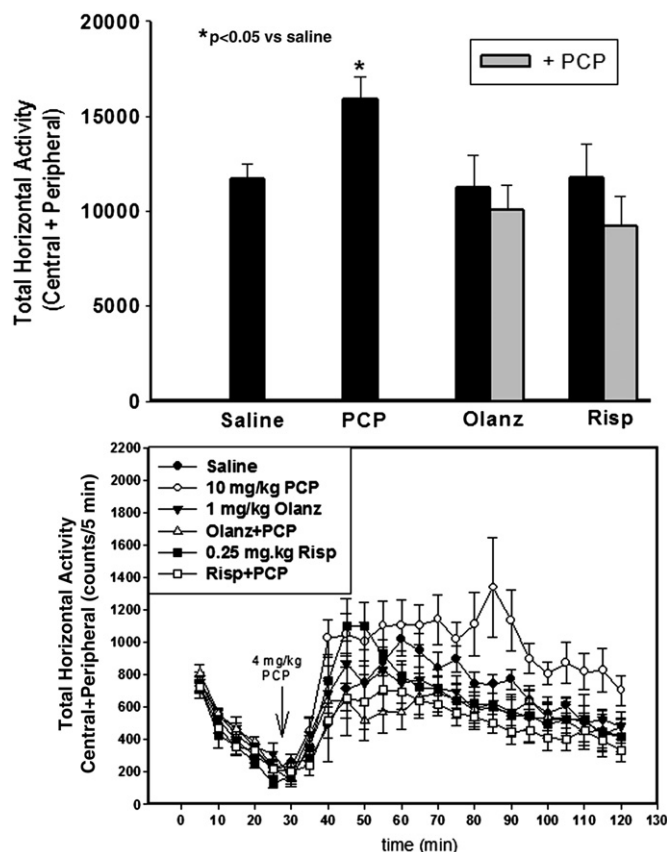 *p<0.05 vs saline
*
+ PCP
Total Horizontal Activity
(Central + Peripheral)
20000
15000
10000
5000
0
Saline PCP Olanz Risp
Total Horizontal Activity
Central+Peripheral (counts/5 min)
2200
2000
1800
1600
1400
1200
1000
800
600
400
200
0
Saline
10 mg/kg PCP
1 mg/kg Olanz
Olanz+PCP
0.25 mg.kg Risp
Risp+PCP
4 mg/kg
PCP
0 10 20 30 40 50 60 70 80 90 100 110 120 130
time (min)